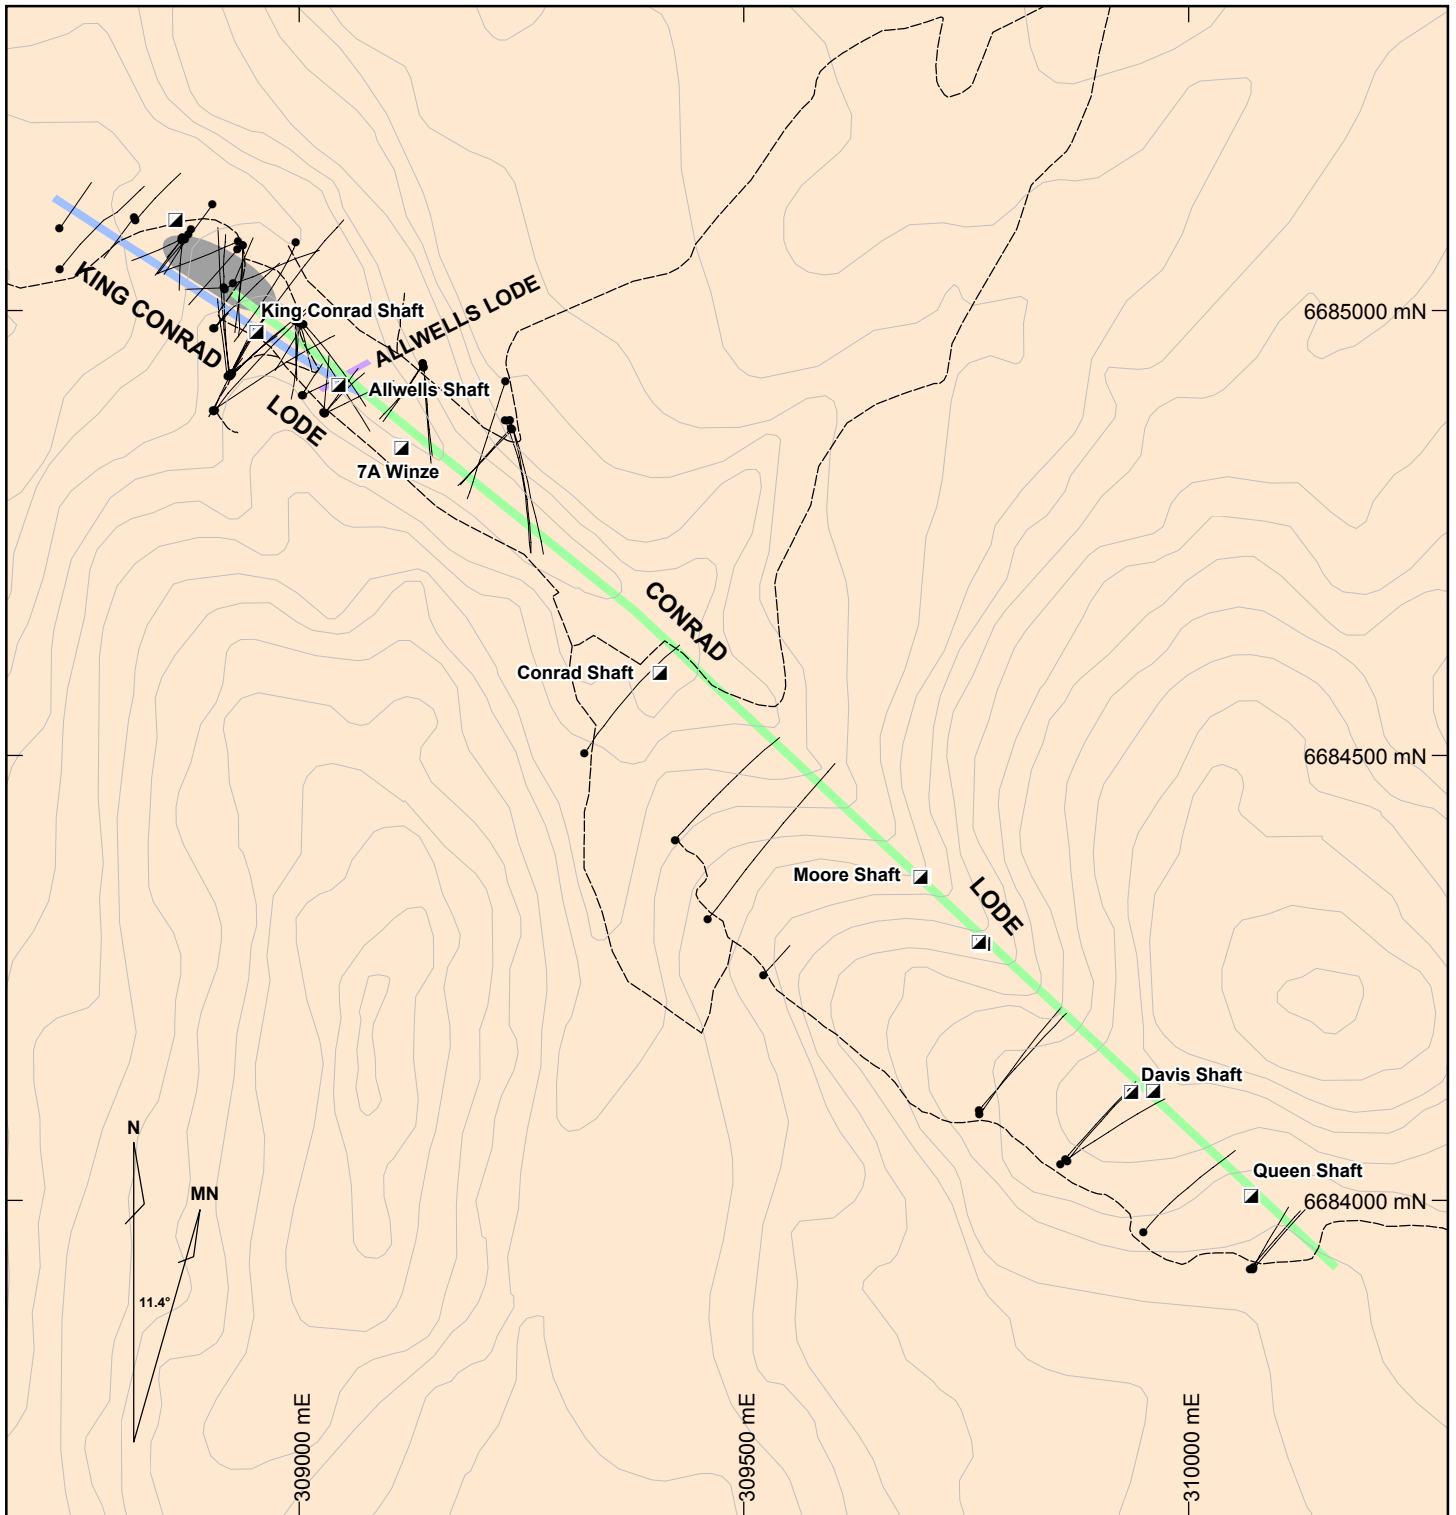 6685000 mN
ALLWELLS LODE
KING CONRAD
LODE
King Conrad Shaft
Allwells Shaft
7A Winze
CONRAD
LODE
Conrad Shaft
6684500 mN
Moore Shaft
Davis Shaft
Queen Shaft
6684000 mN
N
MN
11.4°
309000 mE
309500 mE
310000 mE